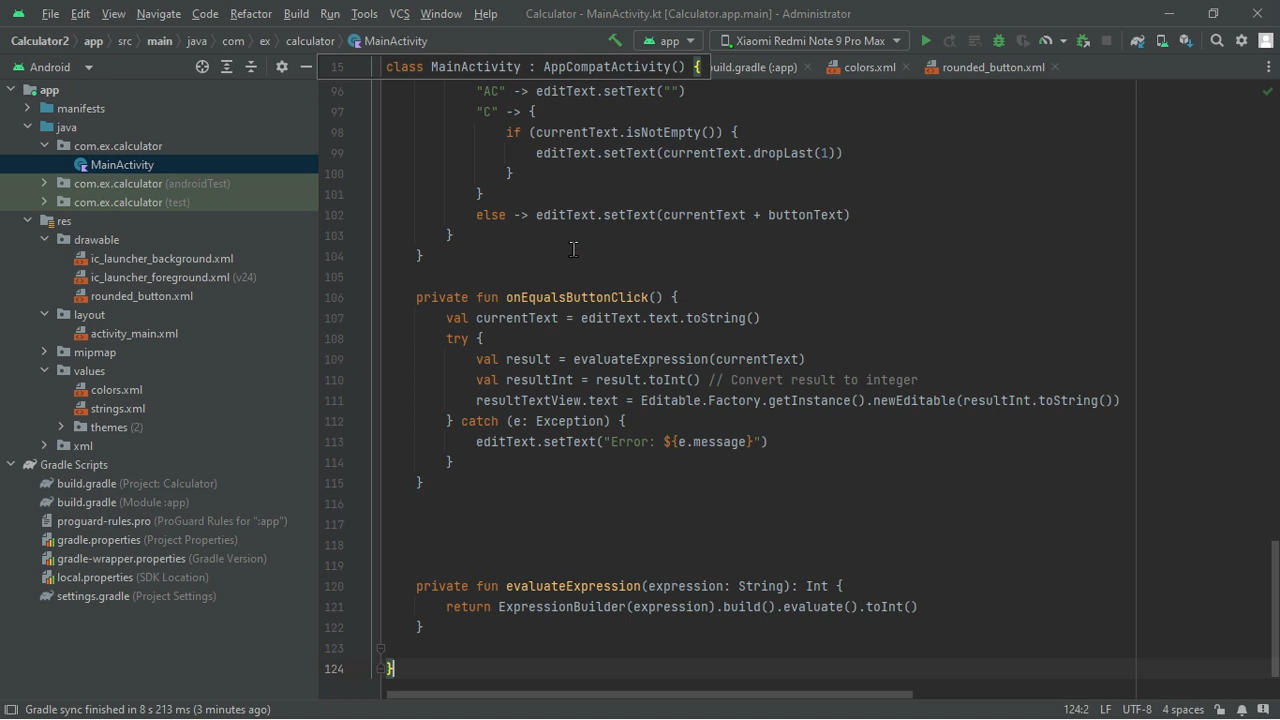 File Edit View Navigate Code Refactor Build Run Tools VCS Window Help Calculator - MainActivity.kt [Calculator.app.main] - Administrator
Calculator2 app src main java com ex calculator MainActivity app Xiaomi Redmi Note 9 Pro Max
Android 15 class MainActivity : AppCompatActivity() { build.gradle (:app) colors.xml rounded_button.xml
app
manifests
java
com.ex.calculator
MainActivity
com.ex.calculator (androidTest)
com.ex.calculator (test)
res
drawable
ic_launcher_background.xml
ic_launcher_foreground.xml (v24)
rounded_button.xml
layout
activity_main.xml
mipmap
values
colors.xml
strings.xml
themes (2)
xml
Gradle Scripts
build.gradle (Project: Calculator)
build.gradle (Module :app)
proguard-rules.pro (ProGuard Rules for ":app")
gradle.properties (Project Properties)
gradle-wrapper.properties (Gradle Version)
local.properties (SDK Location)
settings.gradle (Project Settings)
96 "AC" -> editText.setText("")
97 "C" -> {
98 if (currentText.isNotEmpty()) {
99 editText.setText(currentText.dropLast(1))
100 }
101 }
102 else -> editText.setText(currentText + buttonText)
103 }
104 }
105
106 private fun onEqualsButtonClick() {
107 val currentText = editText.text.toString()
108 try {
109 val result = evaluateExpression(currentText)
110 val resultInt = result.toInt() // Convert result to integer
111 resultTextView.text = Editable.Factory.getInstance().newEditable(resultInt.toString())
112 } catch (e: Exception) {
113 editText.setText("Error: ${e.message}")
114 }
115 }
116
117
118
119
120 private fun evaluateExpression(expression: String): Int {
121 return ExpressionBuilder(expression).build().evaluate().toInt()
122 }
123
124 }
Gradle sync finished in 8 s 213 ms (3 minutes ago) 124:2 LF UTF-8 4 spaces